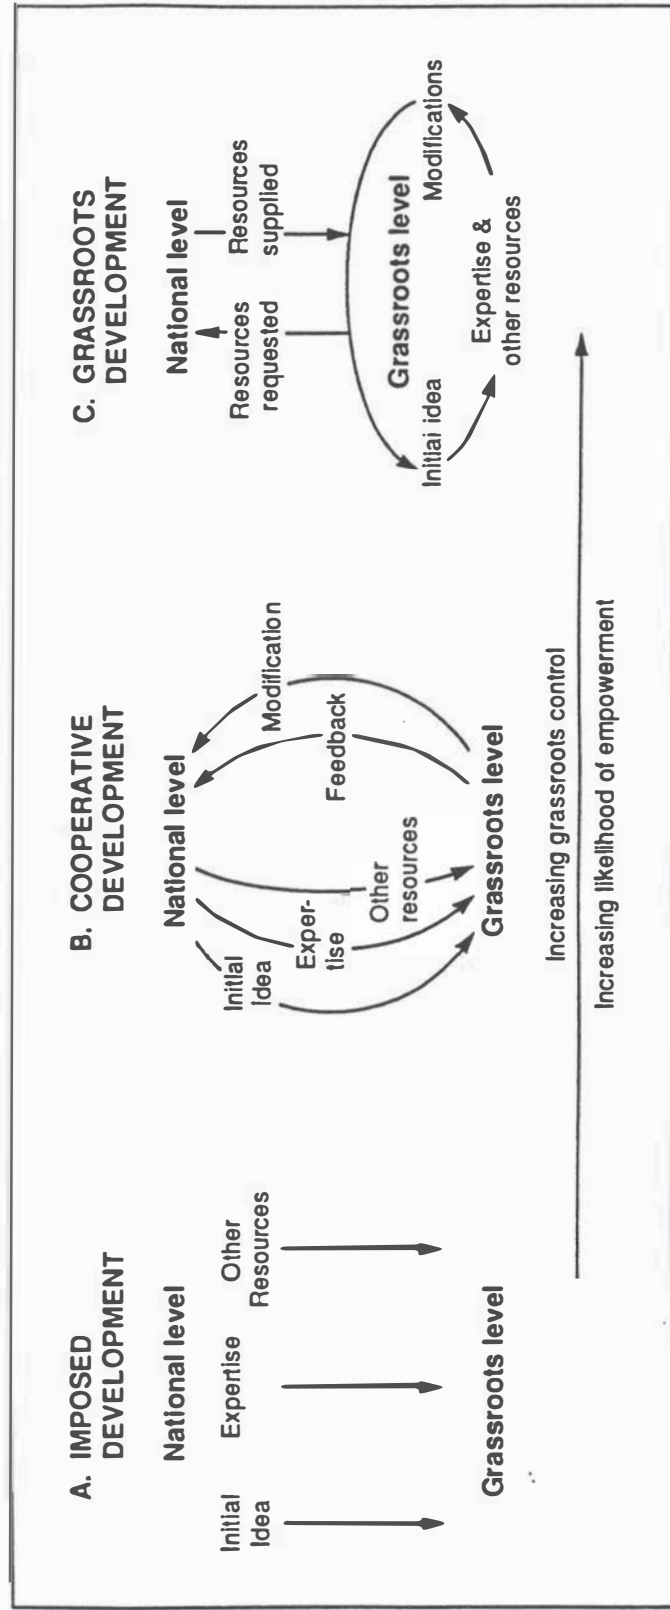 A. IMPOSED
DEVELOPMENT
National level
Initial
Idea
Expertise
Other
Resources
Grassroots level
B. COOPERATIVE
DEVELOPMENT
National level
Initial
idea
Exper-
tise
Other
resources
Feedback
Modification
Grassroots level
C. GRASSROOTS
DEVELOPMENT
National level
Resources
requested
Resources
supplied
Grassroots level
Initial idea
Modifications
Expertise &
other resources
Increasing grassroots control
Increasing likelihood of empowerment